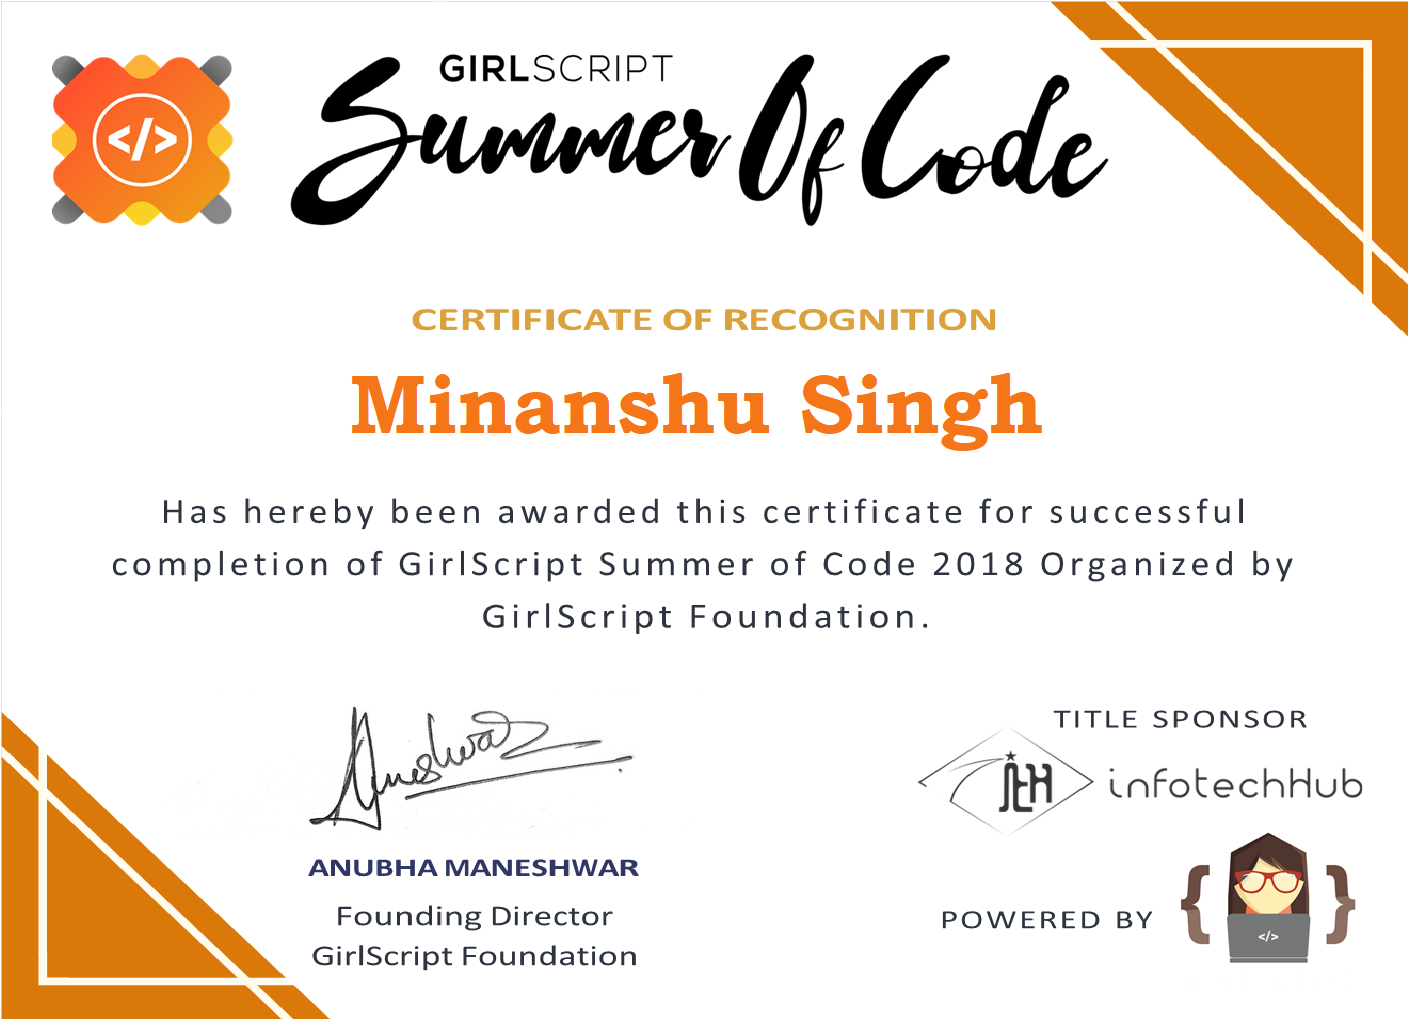 </>
GIRLSCRIPT
Summer Of Code
CERTIFICATE OF RECOGNITION
Minanshu Singh
Has hereby been awarded this certificate for successful
completion of GirlScript Summer of Code 2018 Organized by
GirlScript Foundation.
Aneshwar
ANUBHA MANESHWAR
Founding Director
GirlScript Foundation
TITLE SPONSOR
ITH infotechHub
POWERED BY
{ </> }